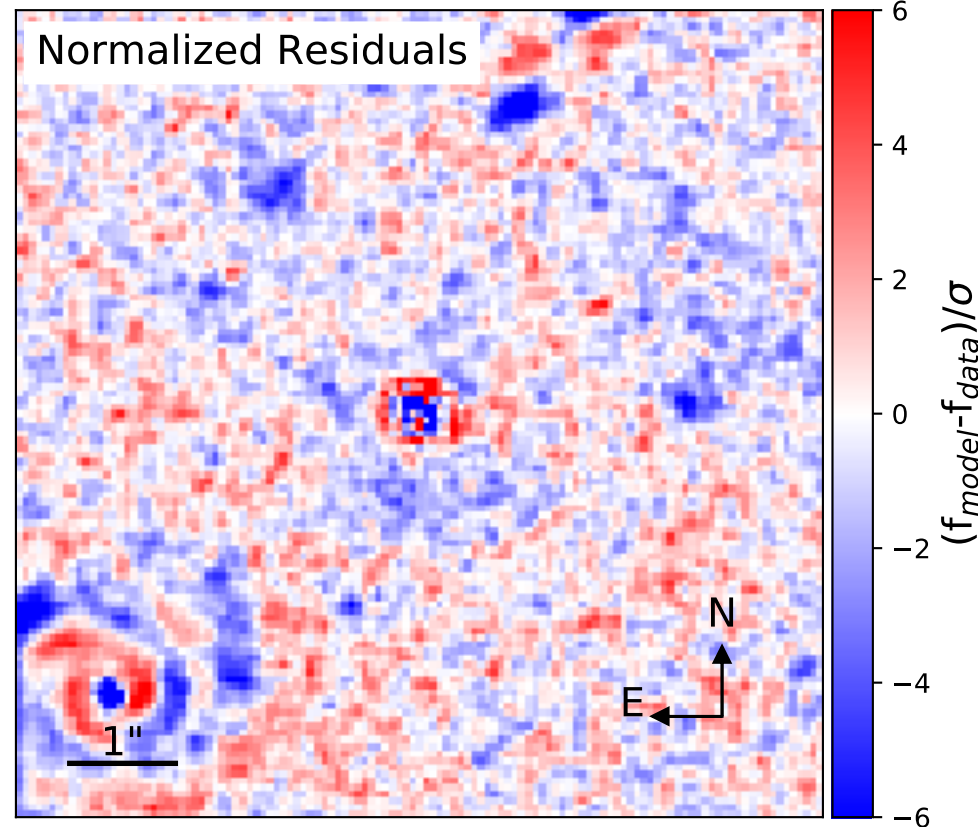 Normalized Residuals
6
4
2
0
−2
−4
−6
(f_model-f_data)/σ
N
E
1"